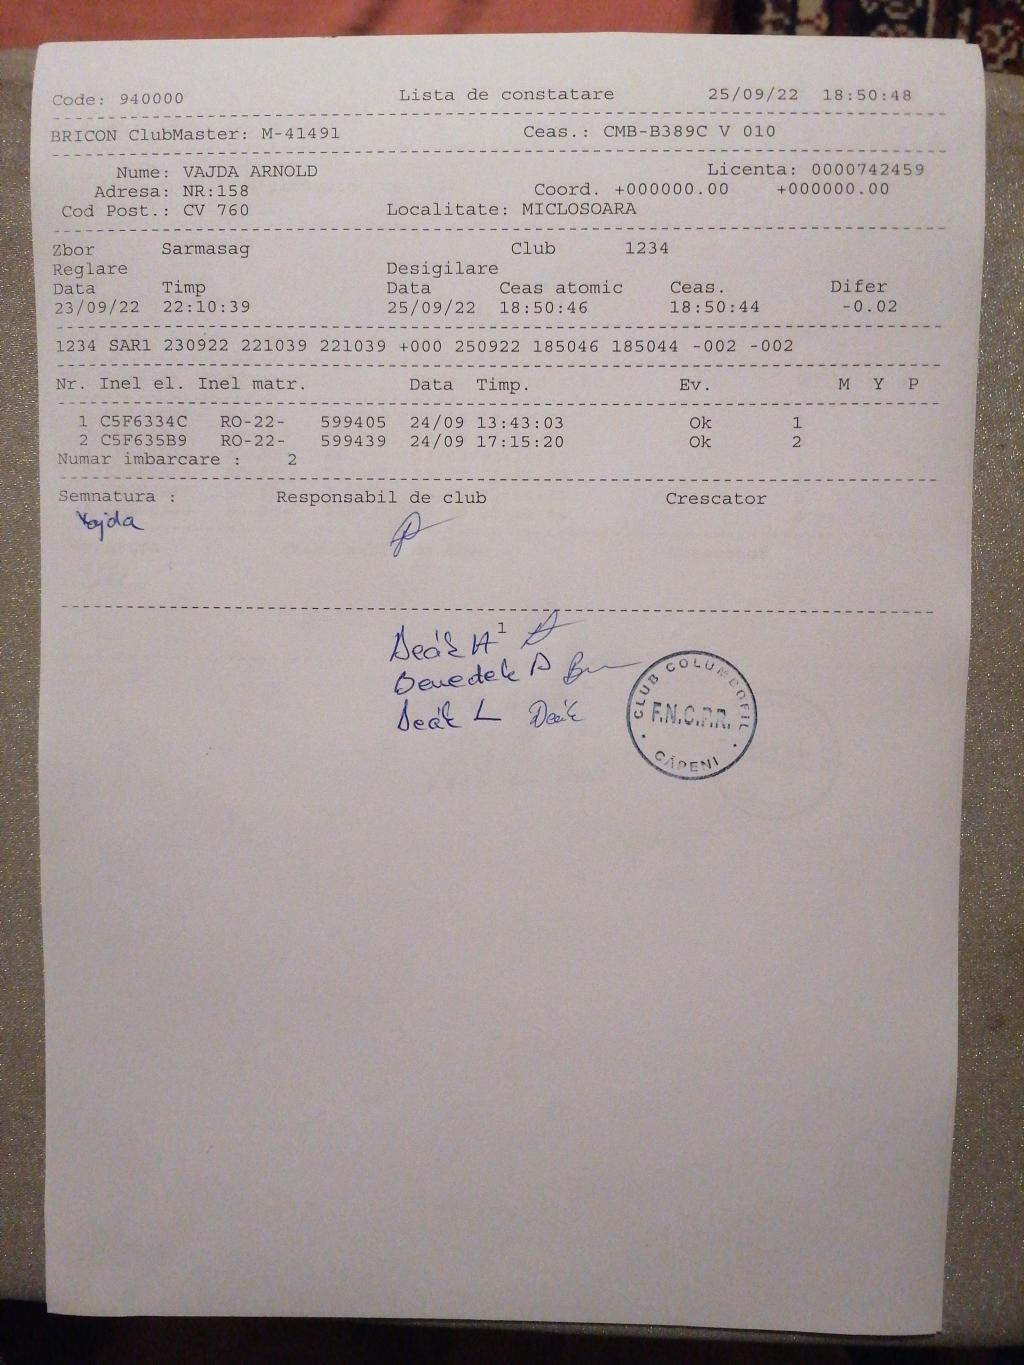 Code: 940000 Lista de constatare 25/09/22 18:50:48
BRICON ClubMaster: M-41491 Ceas.: CMB-B389C V 010
Nume: VAJDA ARNOLD Licenta: 0000742459
Adresa: NR:158 Coord. +000000.00 +000000.00
Cod Post.: CV 760 Localitate: MICLOSOARA
Zbor Sarmasag Club 1234
Reglare Desigilare
Data Timp Data Ceas atomic Ceas. Difer
23/09/22 22:10:39 25/09/22 18:50:46 18:50:44 -0.02
1234 SAR1 230922 221039 221039 +000 250922 185046 185044 -002 -002
Nr. Inel el. Inel matr. Data Timp. Ev. M Y P
1 C5F6334C RO-22- 599405 24/09 13:43:03 Ok 1
2 C5F635B9 RO-22- 599439 24/09 17:15:20 Ok 2
Numar imbarcare : 2
Semnatura : Responsabil de club Crescator
Vajda
1
Deák A
Benedek A
Deák L Deák
CLUB COLUMBOFIL
F.N.C.P.R.
CĂPENI